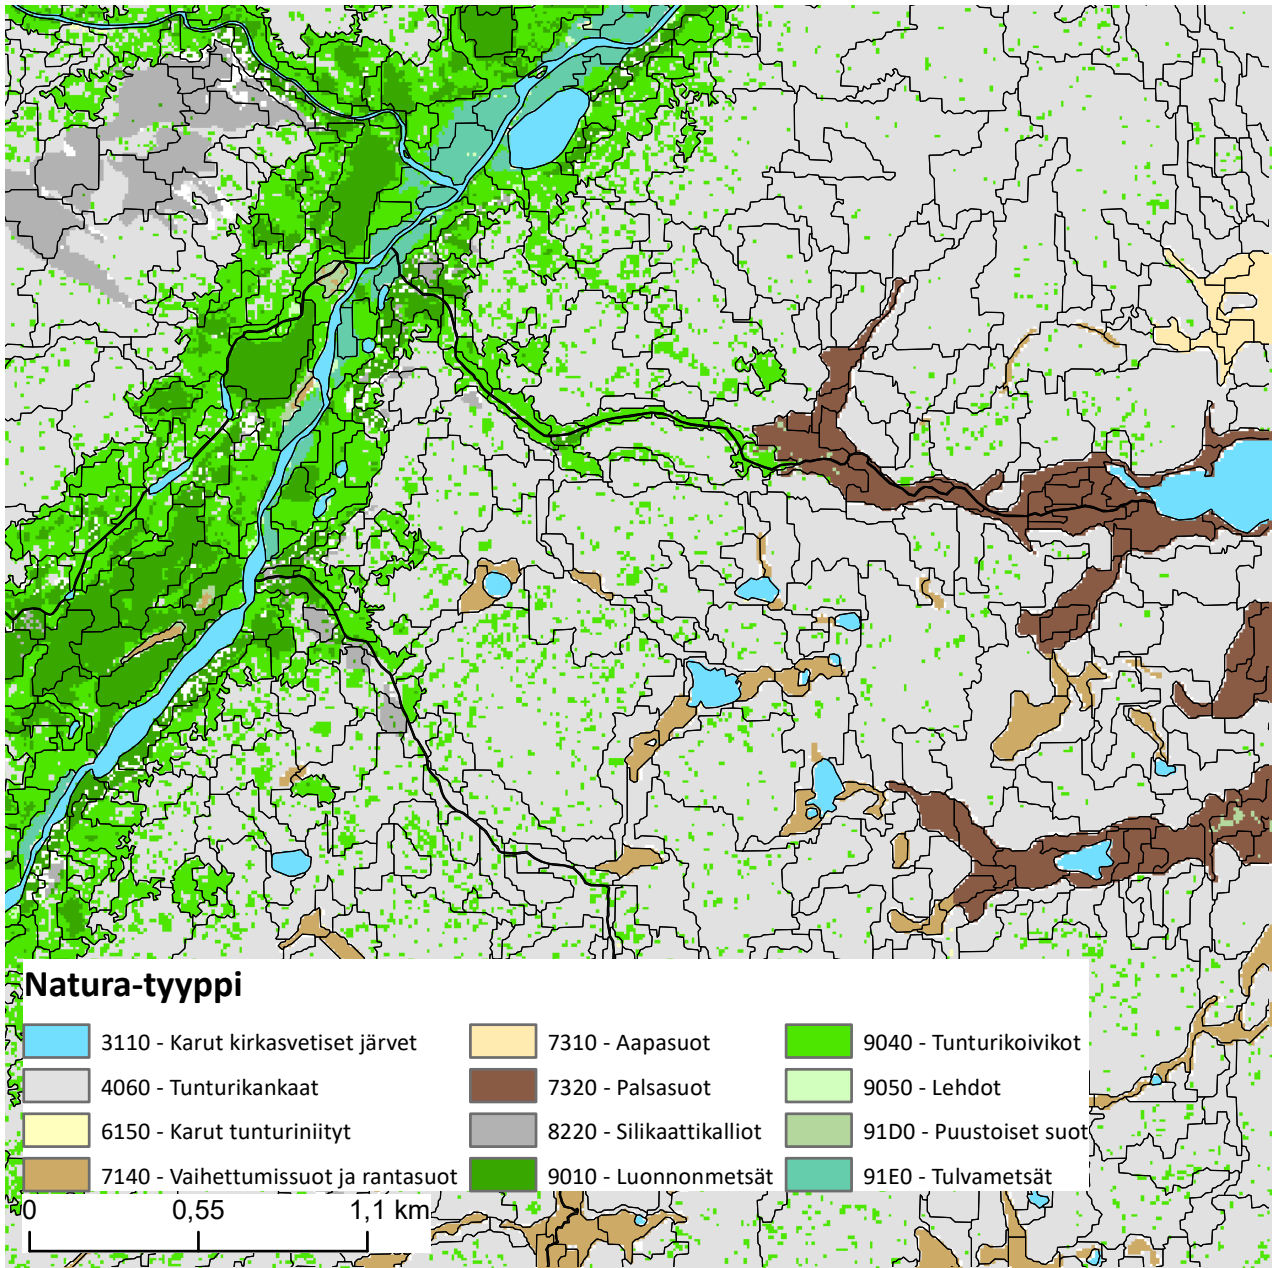 Natura-tyyppi
3110 - Karut kirkasvetiset järvet
4060 - Tunturikankaat
6150 - Karut tunturiniityt
7140 - Vaihettumissuot ja rantasuot
7310 - Aapasuot
7320 - Palsasuot
8220 - Silikaattikalliot
9010 - Luonnonmetsät
9040 - Tunturikoivikot
9050 - Lehdot
91D0 - Puustoiset suot
91E0 - Tulvametsät
0 0,55 1,1 km